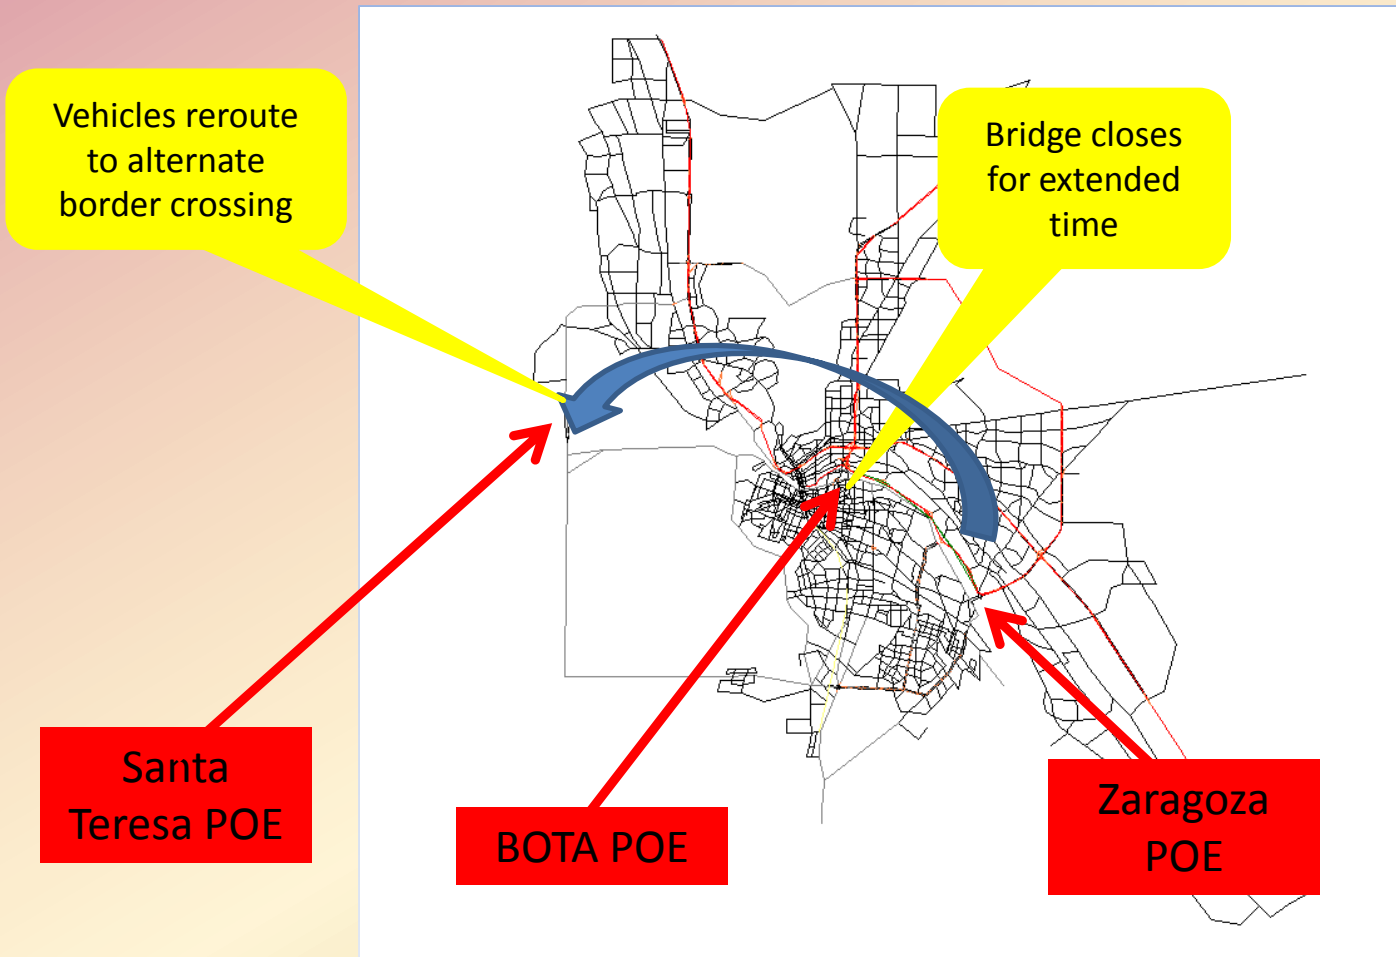 Vehicles reroute
to alternate
border crossing
Bridge closes
for extended
time
Santa
Teresa POE
BOTA POE
Zaragoza
POE